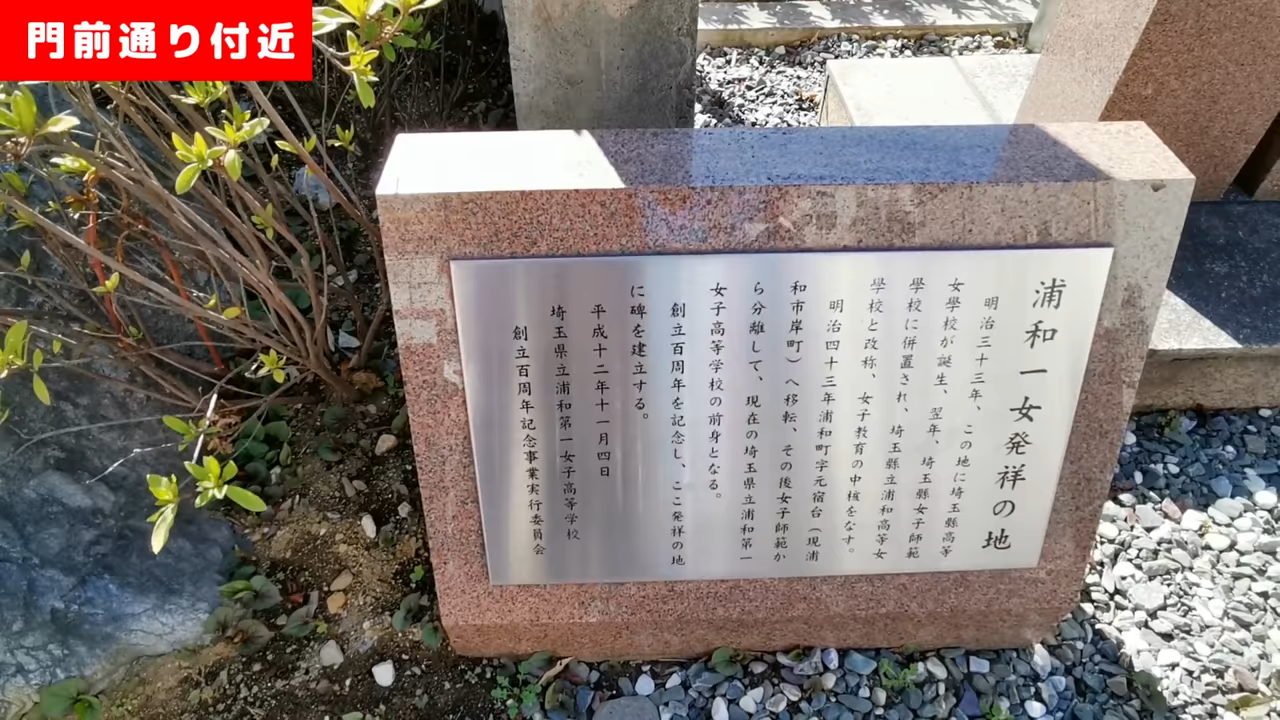 門前通り付近
浦和一女発祥の地
明治三十三年、この地に埼玉縣高等
女學校が誕生、翌年、埼玉縣女子師範
學校に併置され、埼玉縣立浦和高等女
學校と改称、女子教育の中核をなす。
明治四十三年浦和町字元宿台（現浦
和市岸町）へ移転、その後女子師範か
ら分離して、現在の埼玉県立浦和第一
女子高等学校の前身となる。
創立百周年を記念し、ここ発祥の地
に碑を建立する。
平成十二年十一月四日
埼玉県立浦和第一女子高等学校
創立百周年記念事業実行委員会